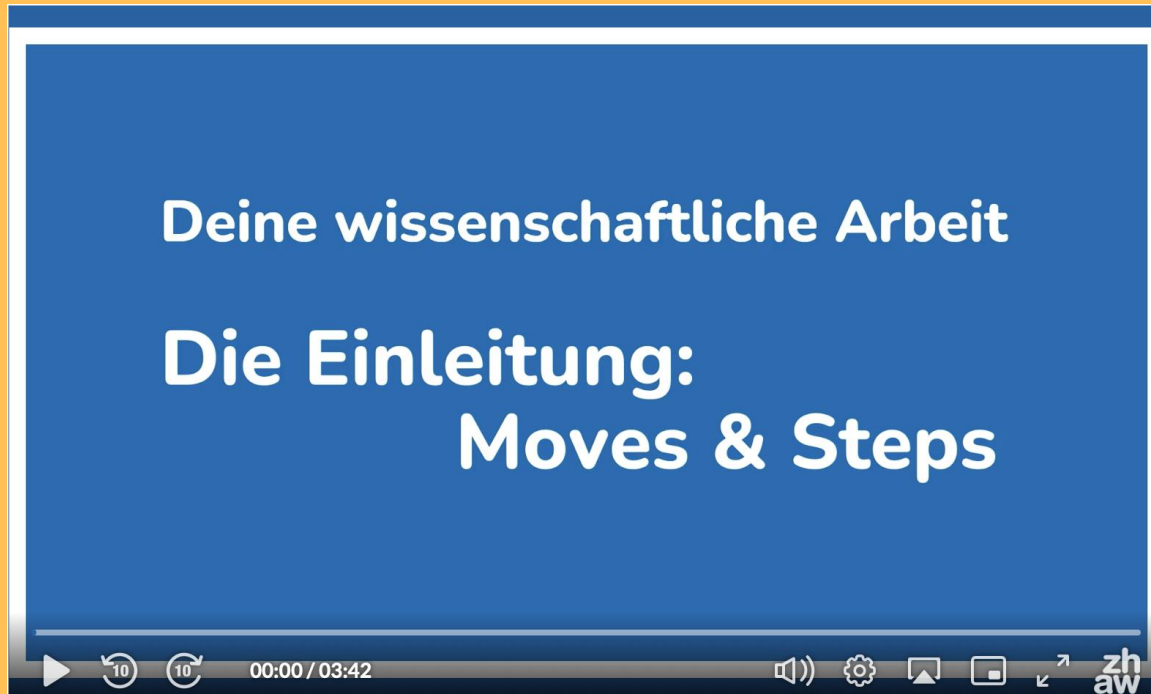 Deine wissenschaftliche Arbeit
Die Einleitung:
Moves & Steps
10 10 00:00 / 03:42
zh
aw